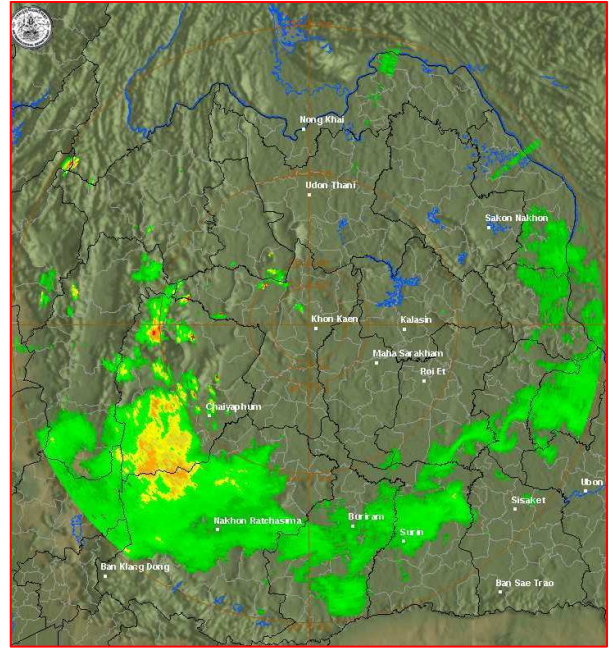 Nong Khai
Udon Thani
Sakon Nakhon
Khon Kaen
Kalasin
Maha Sarakham
Roi Et
Chaiyaphum
Ubon
Sisaket
Buriram
Nakhon Ratchasima
Surin
Ban Klang Dong
Ban Sae Trao